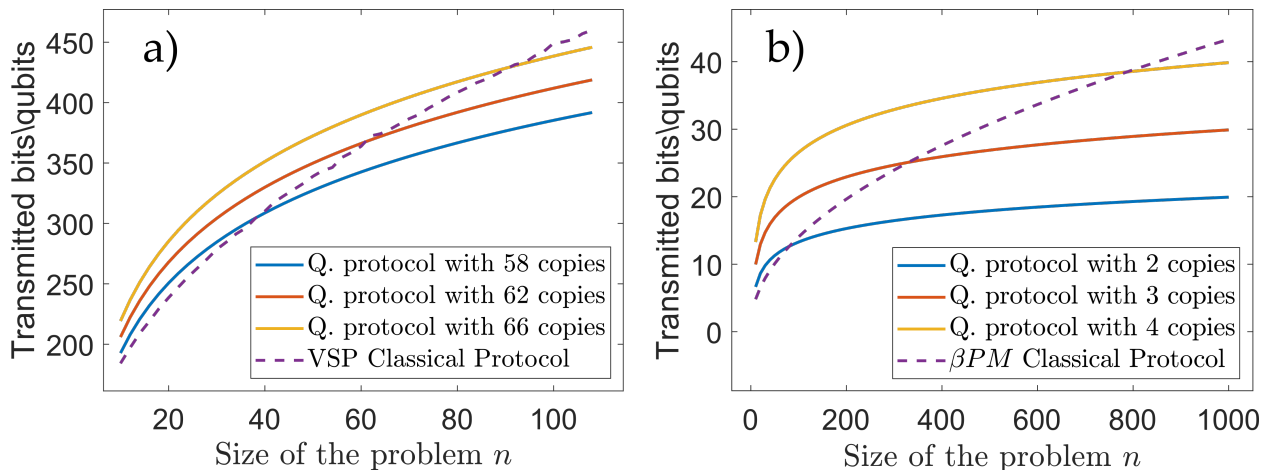 a)
Transmitted bits\qubits
450
400
350
300
250
200
Q. protocol with 58 copies
Q. protocol with 62 copies
Q. protocol with 66 copies
VSP Classical Protocol
20 40 60 80 100
Size of the problem n
b)
Transmitted bits\qubits
40
30
20
10
0
Q. protocol with 2 copies
Q. protocol with 3 copies
Q. protocol with 4 copies
βPM Classical Protocol
0 200 400 600 800 1000
Size of the problem n